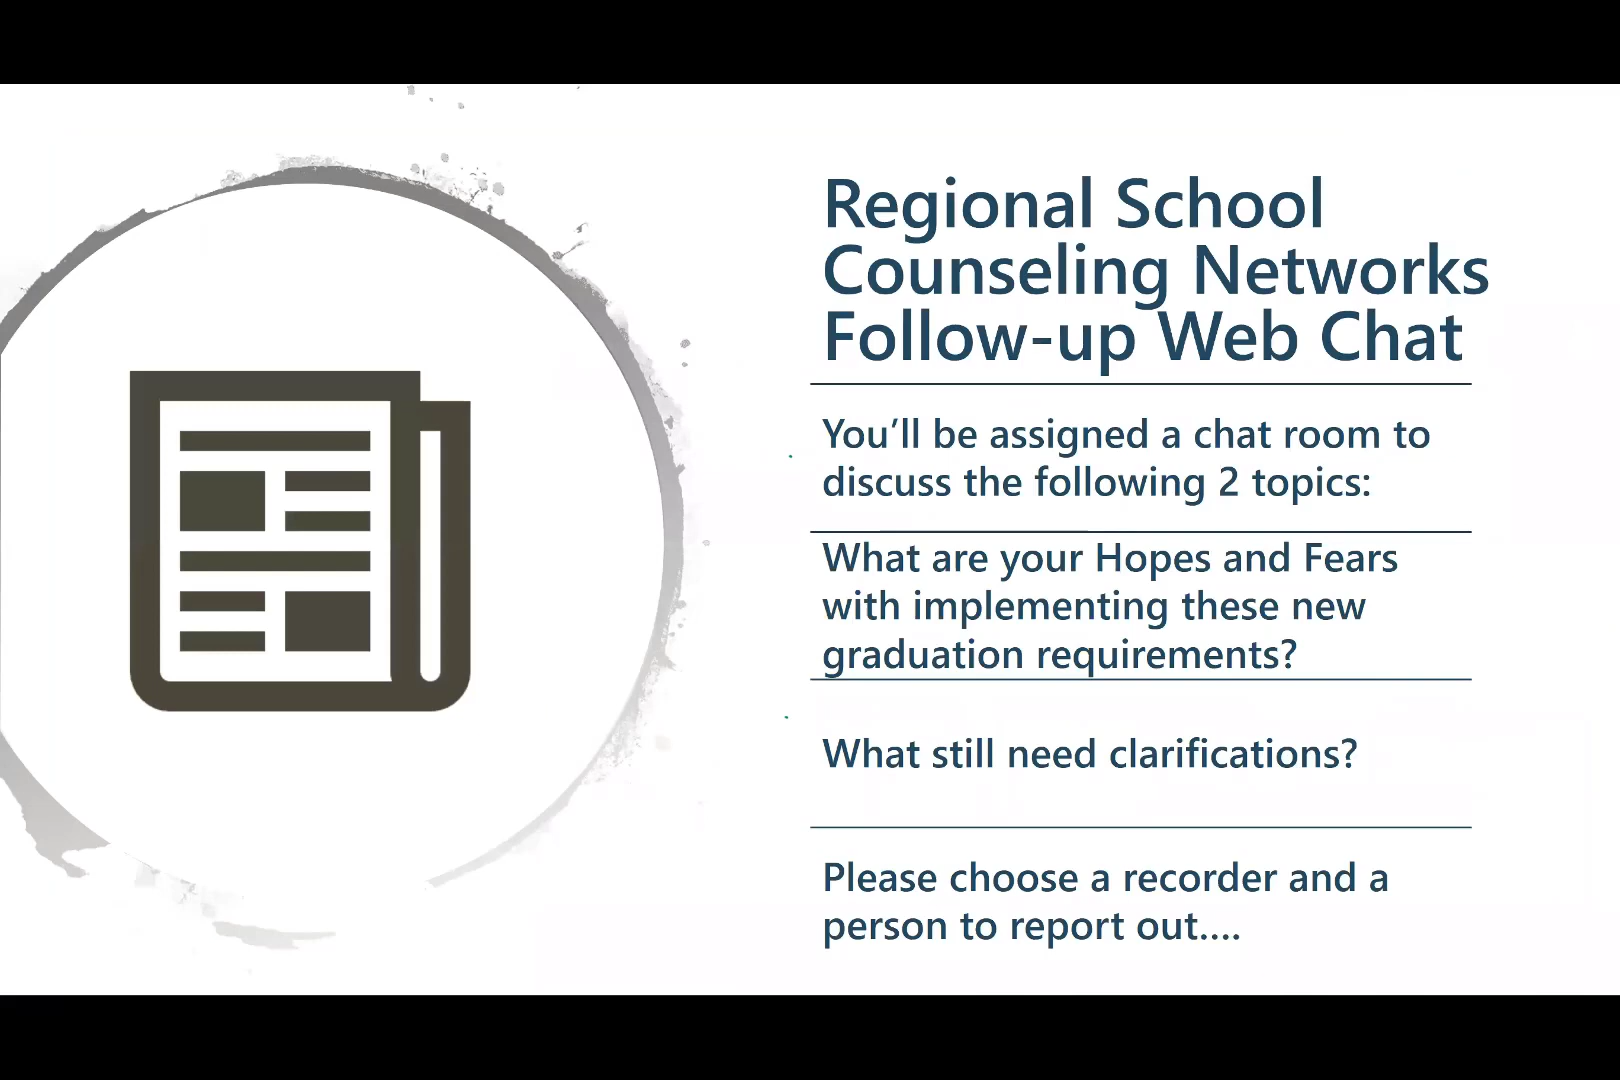 Regional School
Counseling Networks
Follow-up Web Chat
You’ll be assigned a chat room to
discuss the following 2 topics:
What are your Hopes and Fears
with implementing these new
graduation requirements?
What still need clarifications?
Please choose a recorder and a
person to report out....